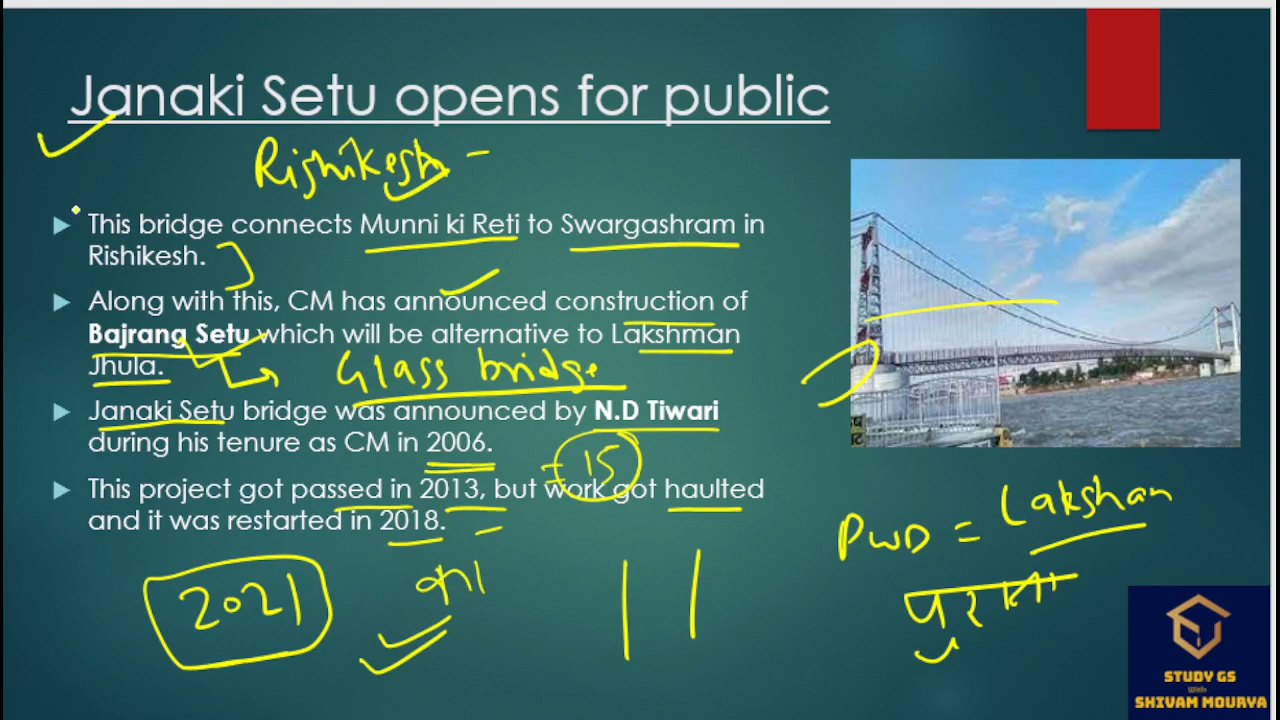 Janaki Setu opens for public
Rishikesh -
This bridge connects Munni ki Reti to Swargashram in
Rishikesh.
Along with this, CM has announced construction of
Bajrang Setu which will be alternative to Lakshman
Jhula.
Glass bridge
Janaki Setu bridge was announced by N.D Tiwari
during his tenure as CM in 2006.
15
This project got passed in 2013, but work got haulted
and it was restarted in 2018.
2021
PWD = Lakshan
STUDY GS
With
SHIVAM MOURYA